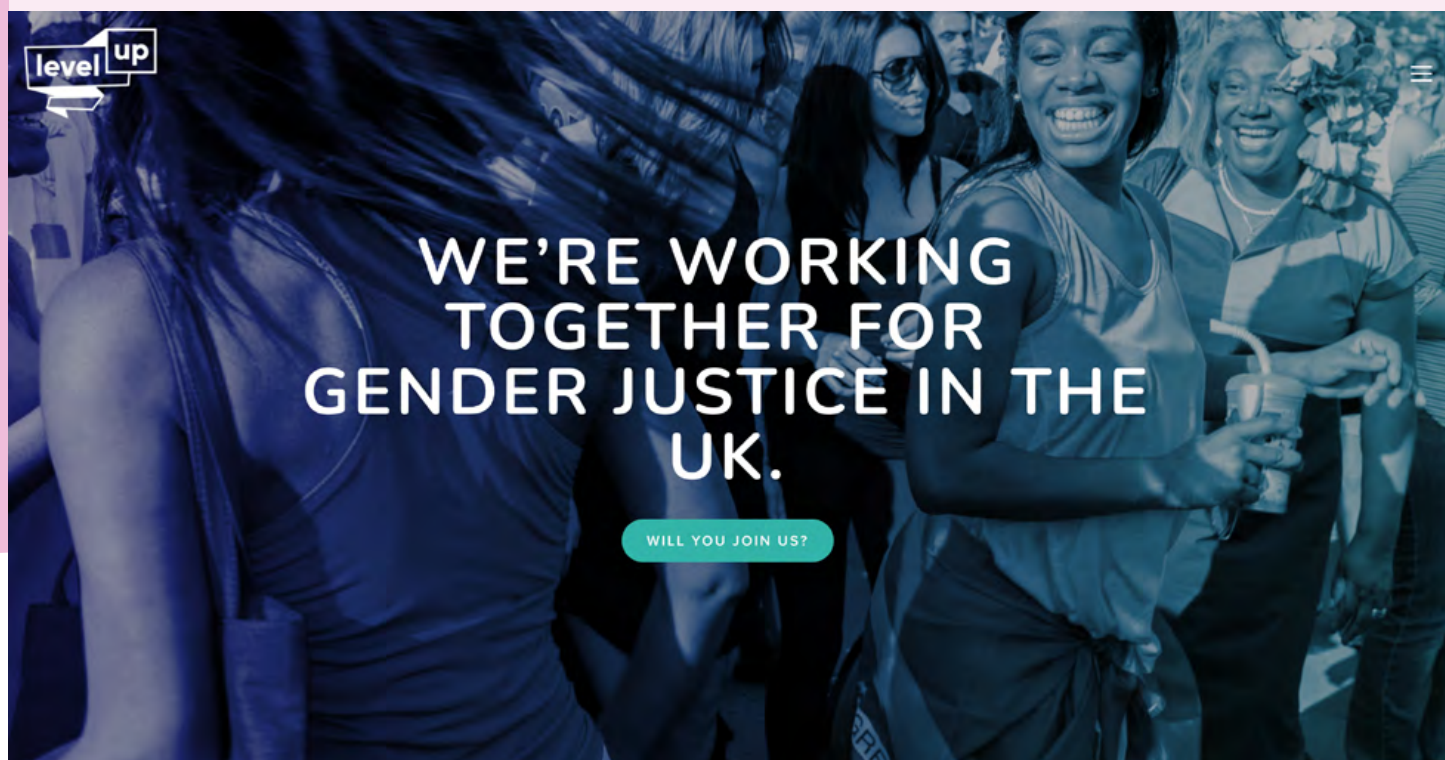 level up
WE’RE WORKING
TOGETHER FOR
GENDER JUSTICE IN THE
UK.
WILL YOU JOIN US?